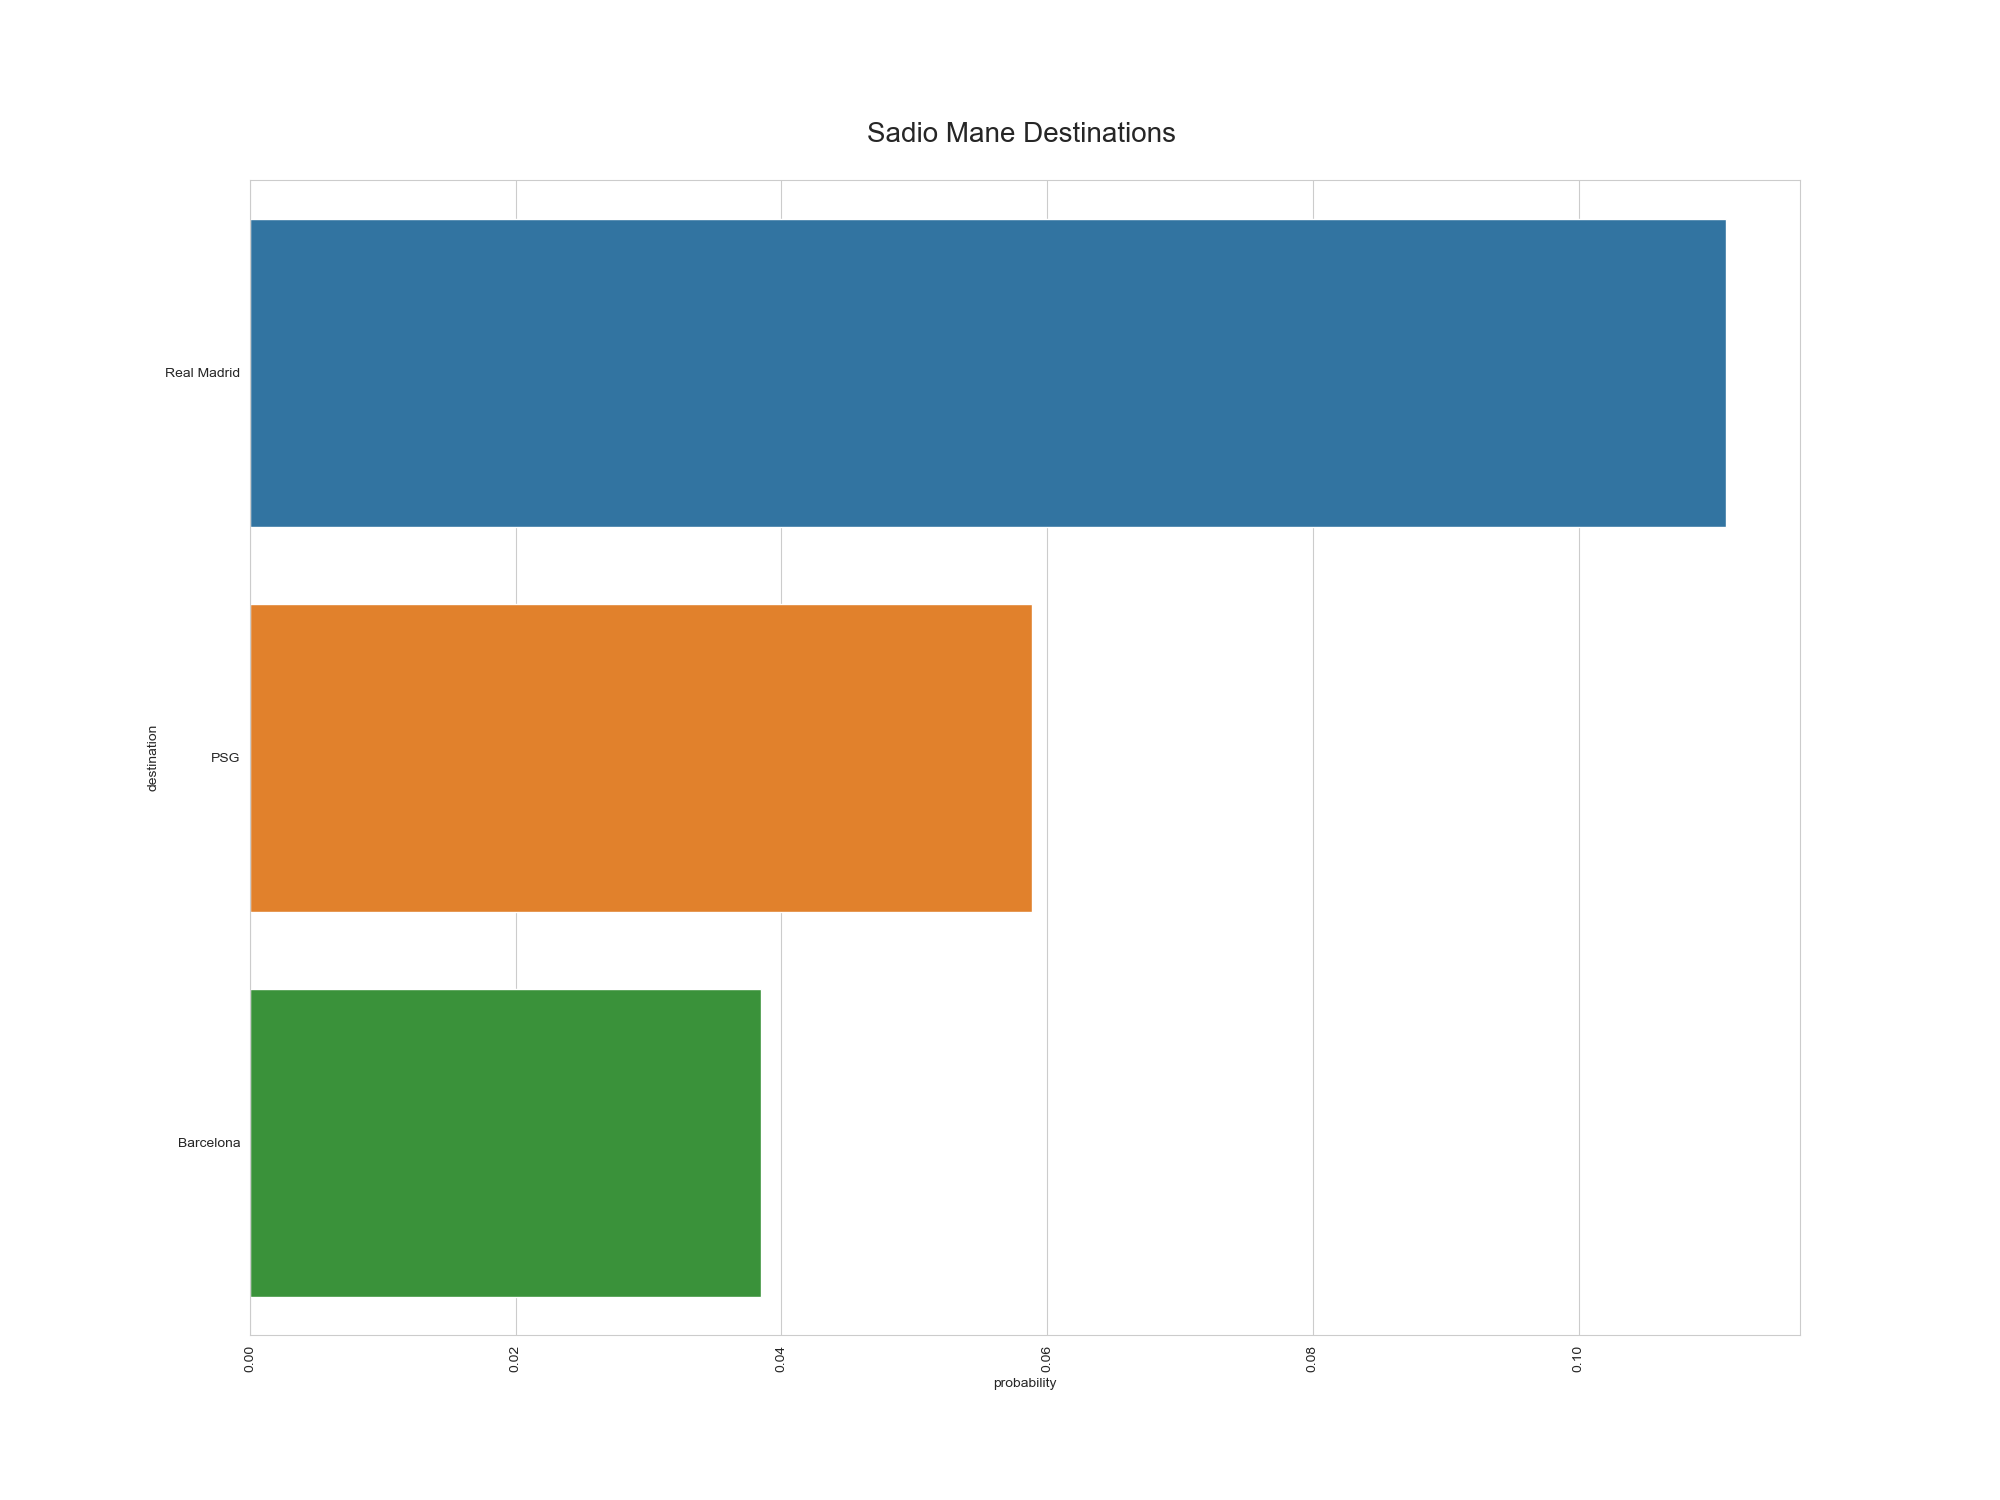 Sadio Mane Destinations
Real Madrid
PSG
Barcelona
destination
0.00
0.02
0.04
0.06
0.08
0.10
probability